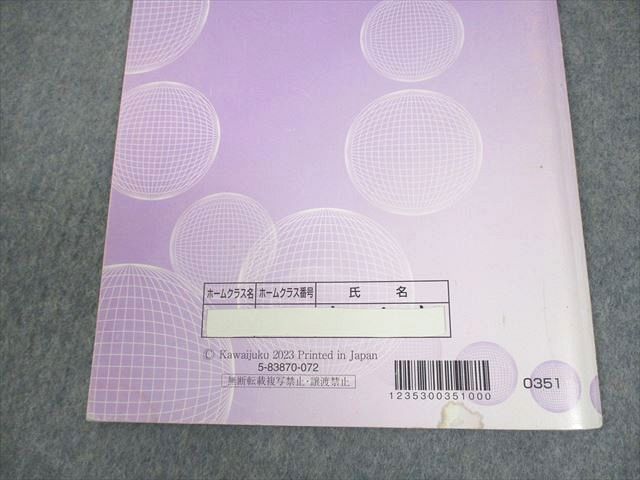 ホームクラス名 ホームクラス番号 氏 名
© Kawaijuku 2023 Printed in Japan
5-83870-072
無断転載複写禁止・譲渡禁止
1235300351000
0351